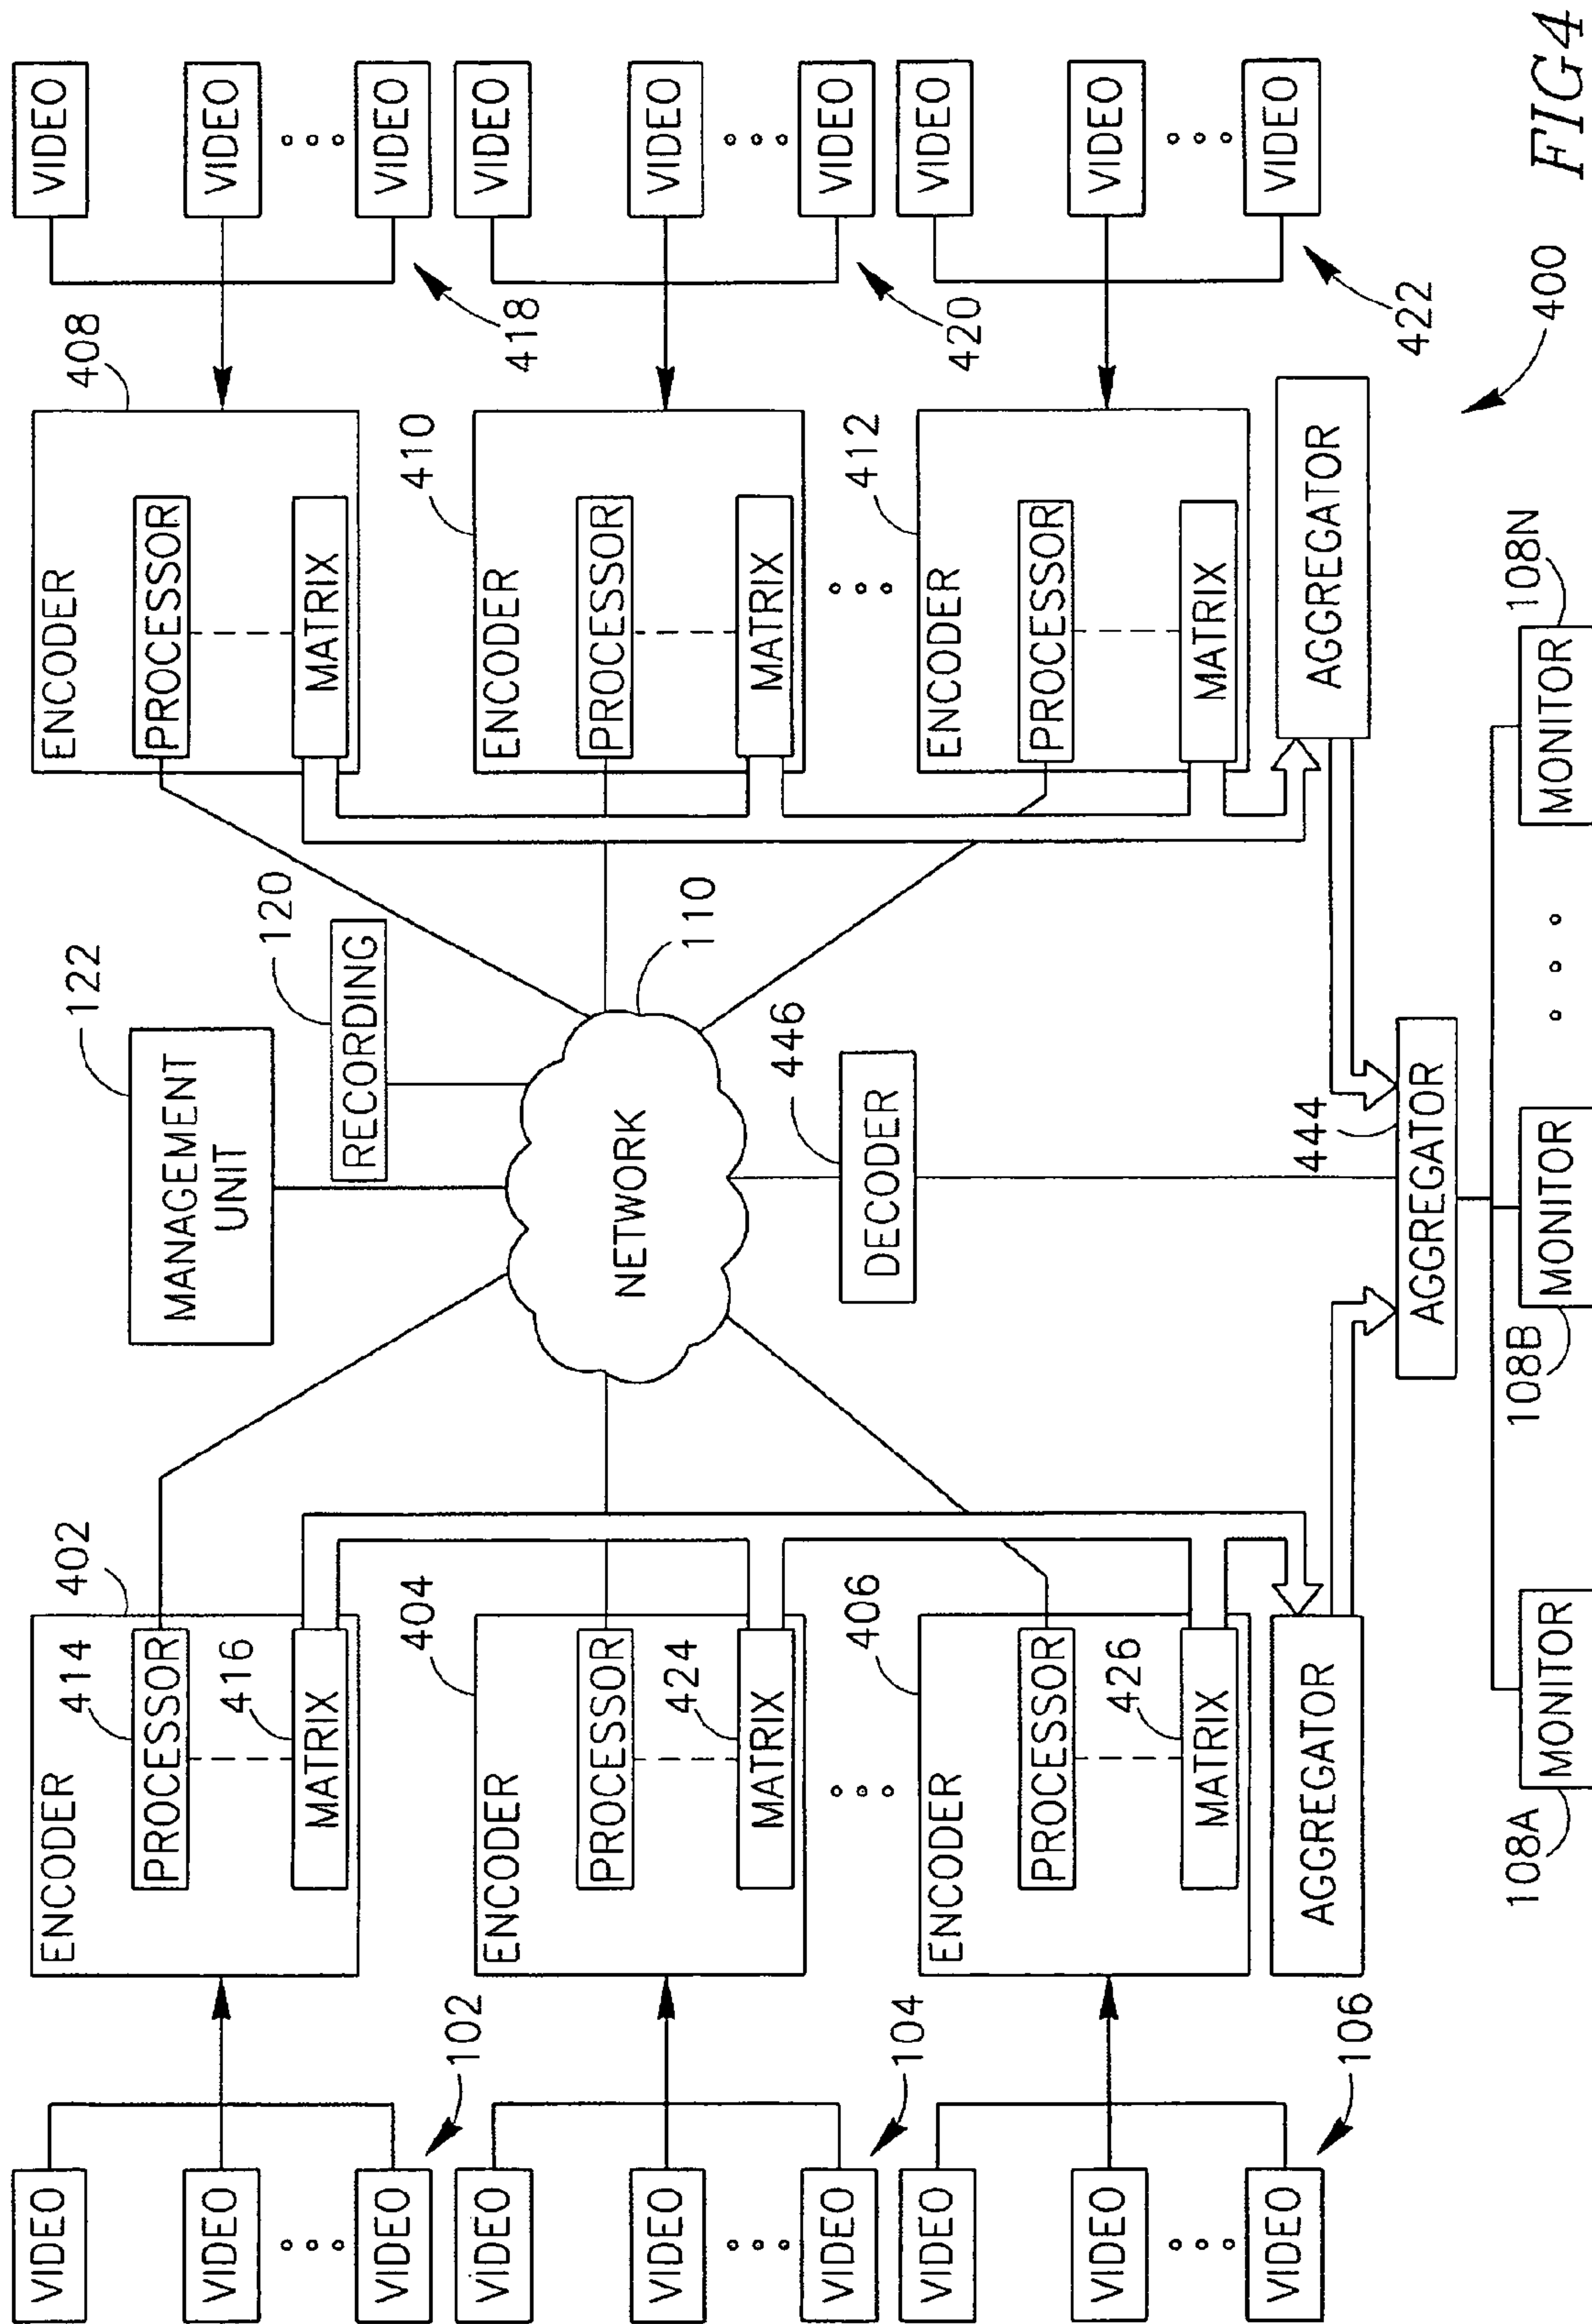 VIDEO
VIDEO
VIDEO
102
VIDEO
VIDEO
VIDEO
104
VIDEO
VIDEO
VIDEO
106
ENCODER
402
414
PROCESSOR
416
MATRIX
ENCODER
404
PROCESSOR
424
MATRIX
ENCODER
406
PROCESSOR
426
MATRIX
AGGREGATOR
MANAGEMENT
UNIT
122
RECORDING
120
NETWORK
110
DECODER
446
444
AGGREGATOR
ENCODER
408
PROCESSOR
MATRIX
ENCODER
410
PROCESSOR
MATRIX
ENCODER
412
PROCESSOR
MATRIX
AGGREGATOR
VIDEO
VIDEO
VIDEO
418
VIDEO
VIDEO
VIDEO
420
VIDEO
VIDEO
VIDEO
422
400
108A
MONITOR
108B
MONITOR
108N
MONITOR
FIG4